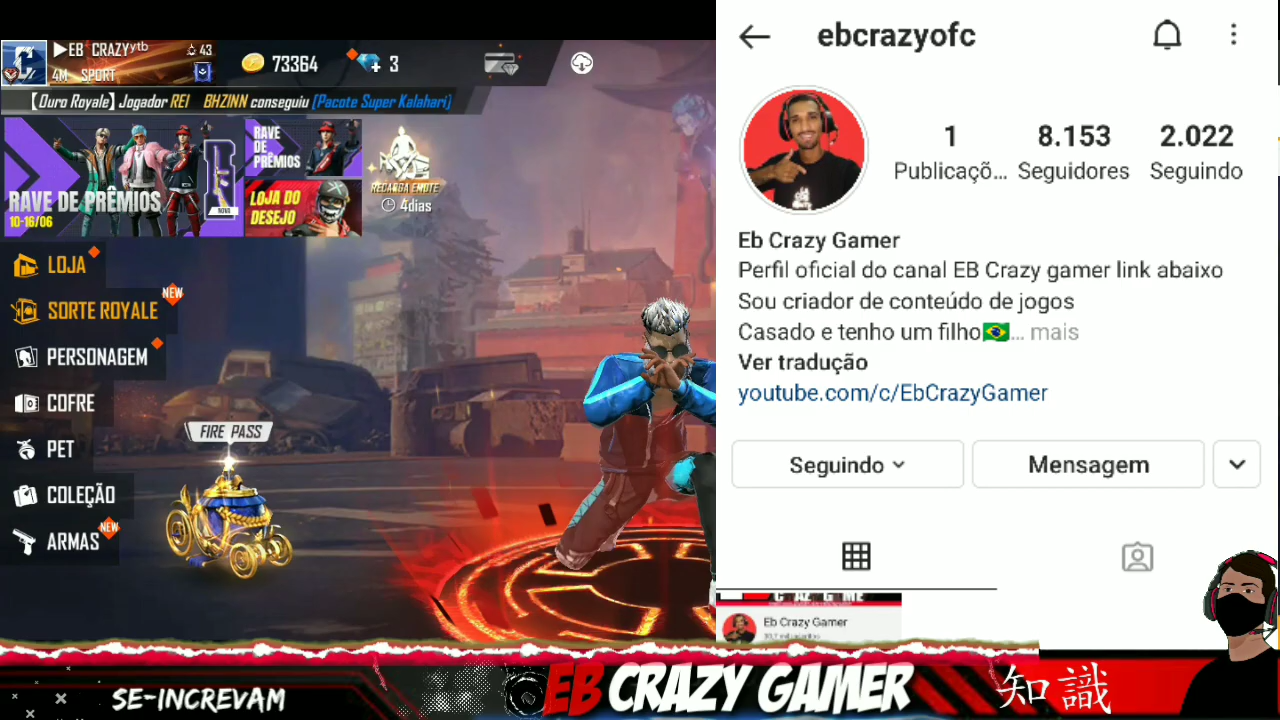 EB CRAZYytb
43
4M SPORT
73364
3
【Ouro Royale】Jogador REI BHZINN conseguiu [Pacote Super Kalahari]
RAVE DE PRÊMIOS
10-16/06
NOVA
RAVE
DE
PRÊMIOS
LOJA DO
DESEJO
RECARGA EMOTE
4dias
LOJA
SORTE ROYALE
NEW
PERSONAGEM
COFRE
PET
COLEÇÃO
ARMAS
NEW
FIRE PASS
ebcrazyofc
1
8.153
2.022
Publicaçõ...
Seguidores
Seguindo
Eb Crazy Gamer
Perfil oficial do canal EB Crazy gamer link abaixo
Sou criador de conteúdo de jogos
Casado e tenho um filho🇧🇷... mais
Ver tradução
youtube.com/c/EbCrazyGamer
Seguindo
Mensagem
Eb Crazy Gamer
SE-INCREVAM
EB CRAZY GAMER
知識